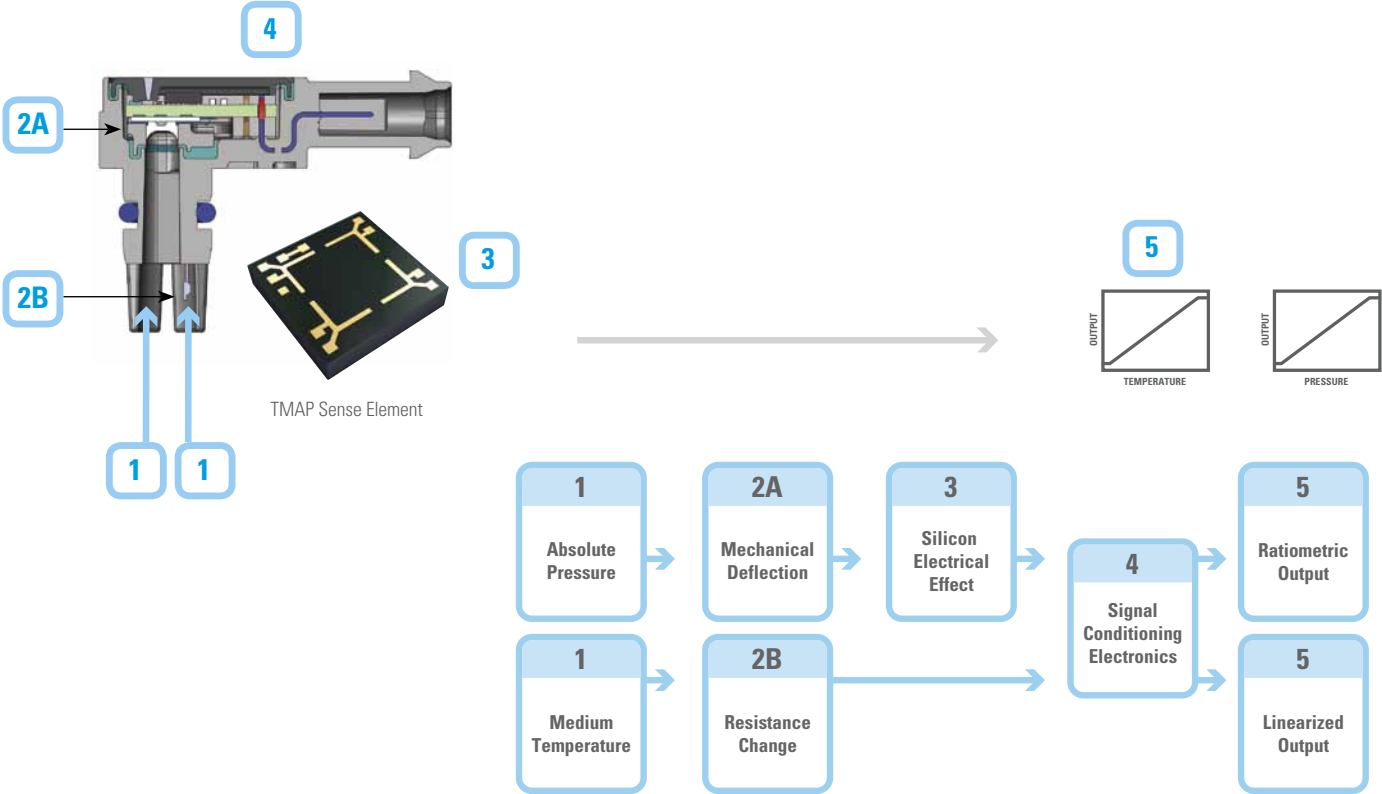 4
2A
2B
3
1
1
TMAP Sense Element
5
OUTPUT
TEMPERATURE
OUTPUT
PRESSURE
1
Absolute
Pressure
2A
Mechanical
Deflection
3
Silicon
Electrical
Effect
4
Signal
Conditioning
Electronics
5
Ratiometric
Output
1
Medium
Temperature
2B
Resistance
Change
5
Linearized
Output